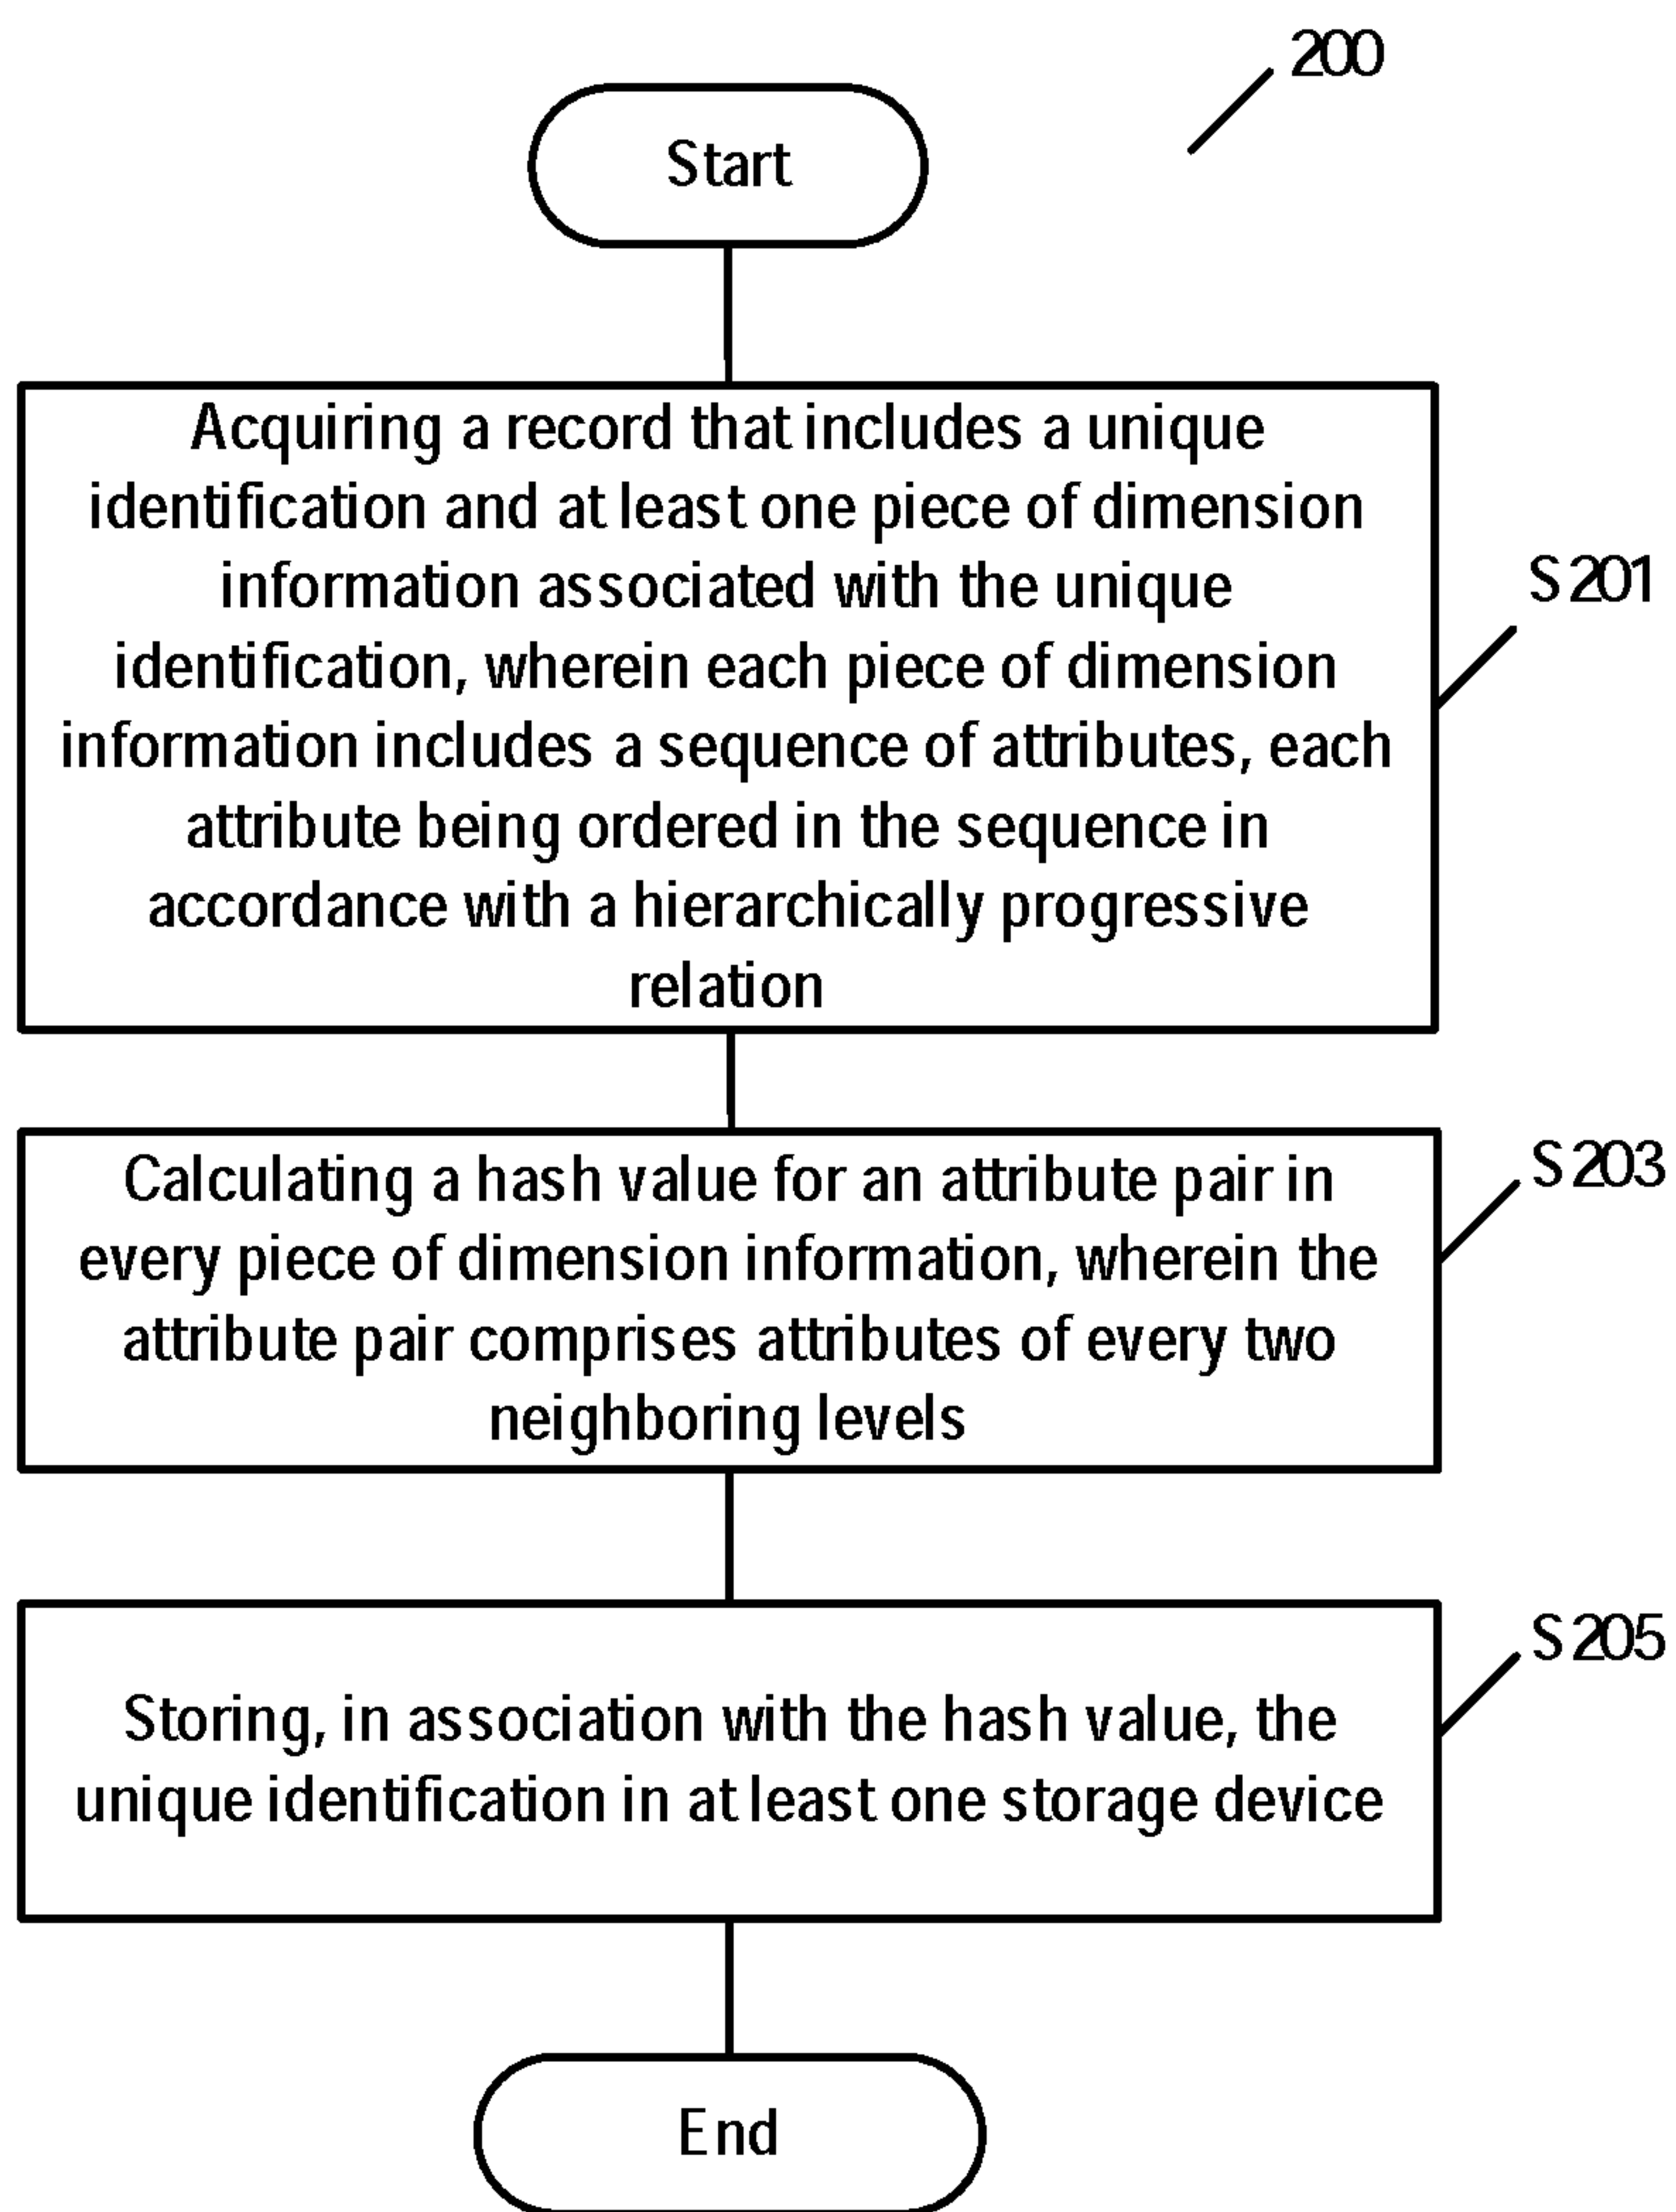 200
Start
Acquiring a record that includes a unique
identification and at least one piece of dimension
information associated with the unique
identification, wherein each piece of dimension
information includes a sequence of attributes, each
attribute being ordered in the sequence in
accordance with a hierarchically progressive
relation
S201
Calculating a hash value for an attribute pair in
every piece of dimension information, wherein the
attribute pair comprises attributes of every two
neighboring levels
S203
Storing, in association with the hash value, the
unique identification in at least one storage device
S205
End